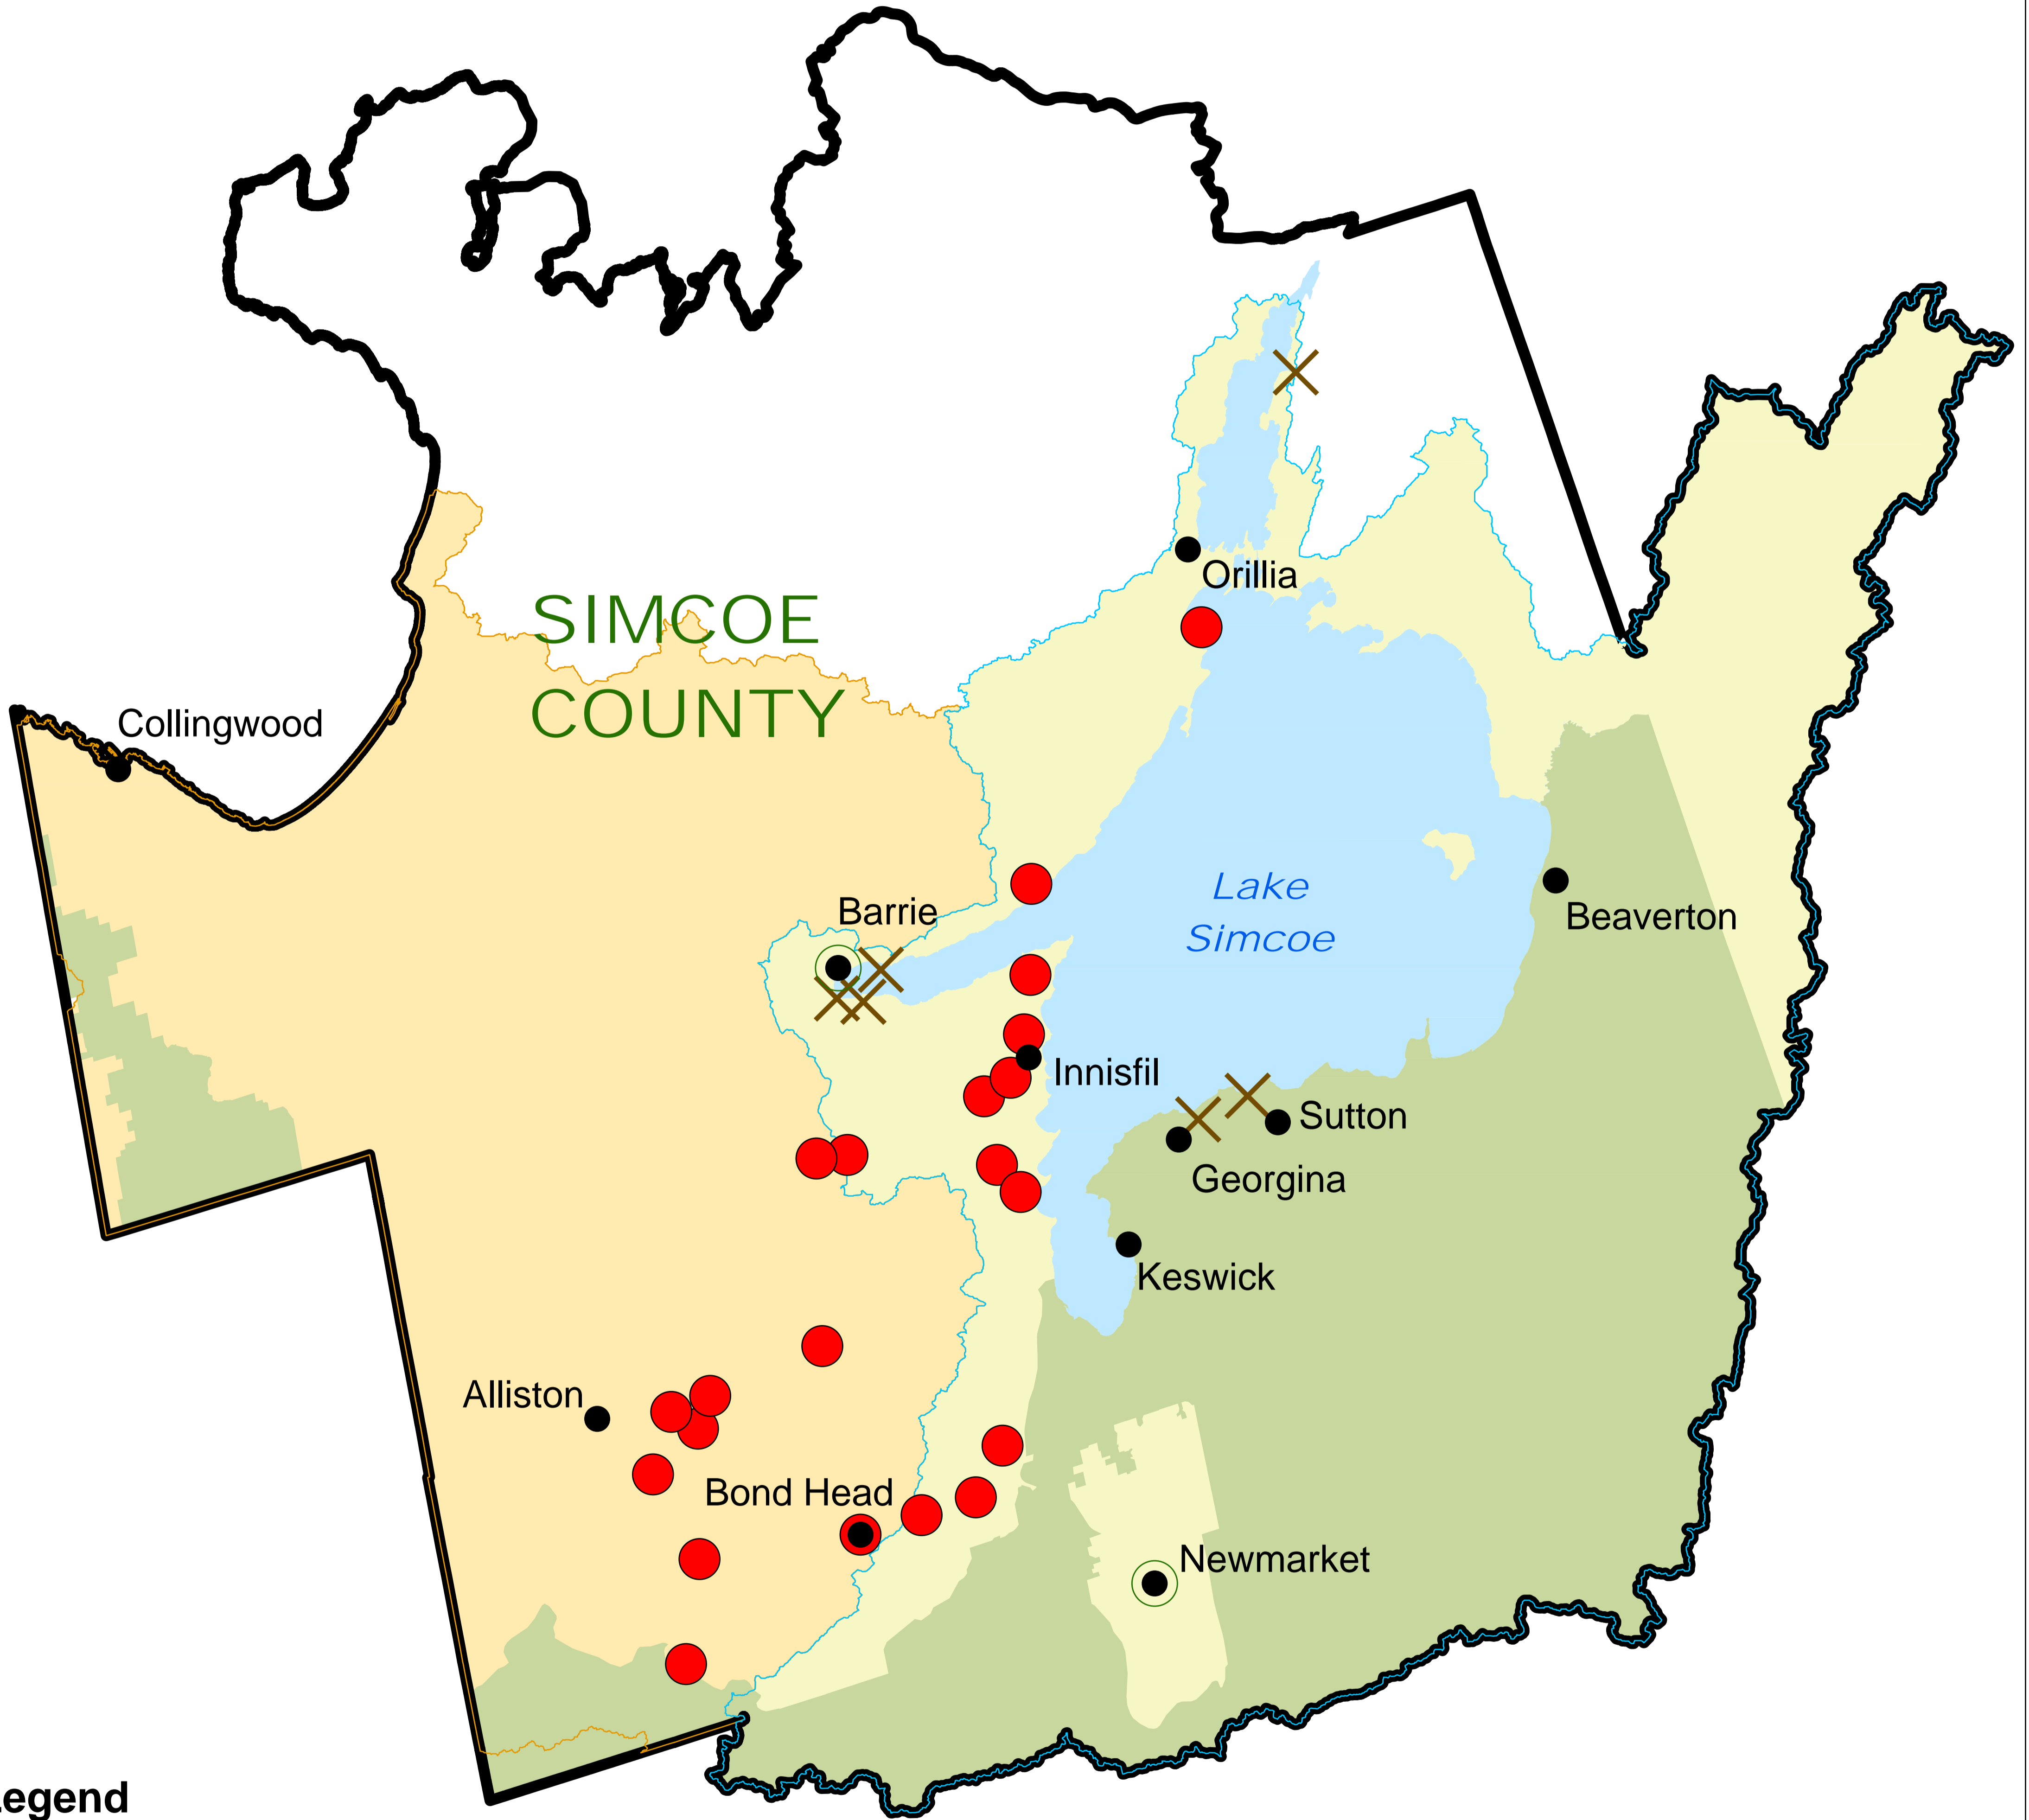 Orillia
SIMCOE
COUNTY
Collingwood
Lake
Simcoe
Barrie
Beaverton
Innisfil
Sutton
Georgina
Keswick
Alliston
Bond Head
Newmarket
egend